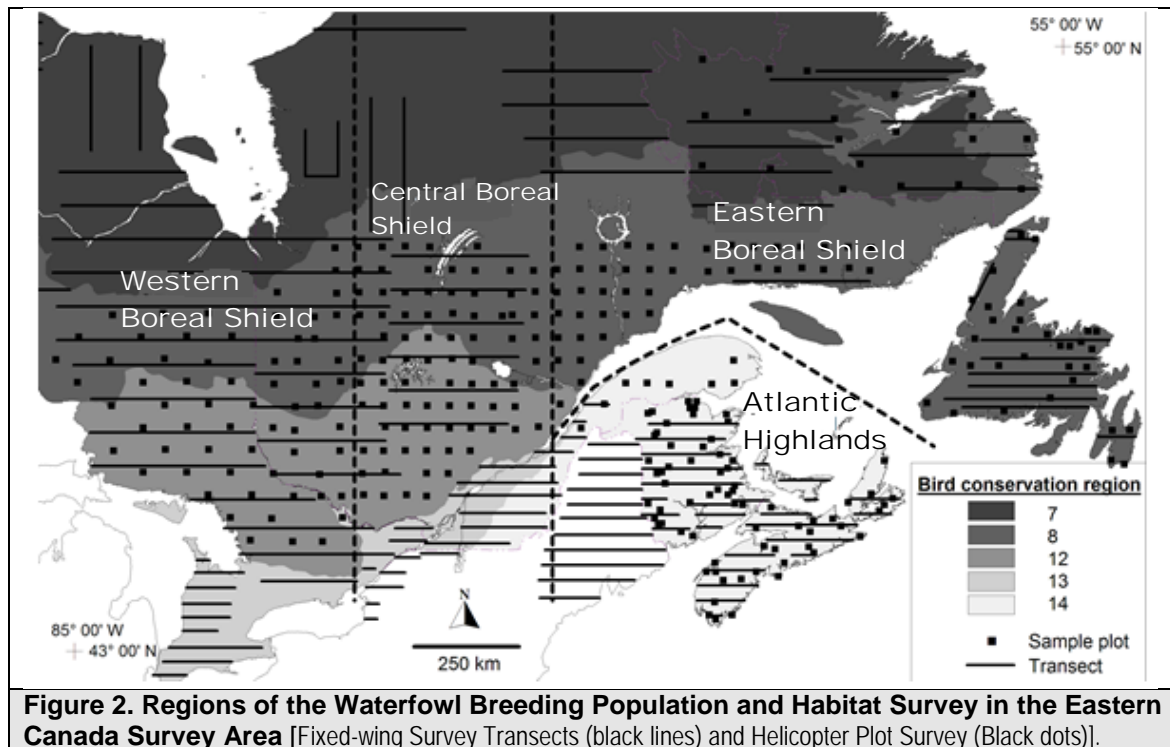 55° 00' W
55° 00' N
Central Boreal
Shield
Eastern
Boreal Shield
Western
Boreal Shield
Atlantic
Highlands
Bird conservation region
7
8
12
13
14
Sample plot
Transect
N
250 km
85° 00' W
43° 00' N
Figure 2. Regions of the Waterfowl Breeding Population and Habitat Survey in the Eastern
Canada Survey Area [Fixed-wing Survey Transects (black lines) and Helicopter Plot Survey (Black dots)].